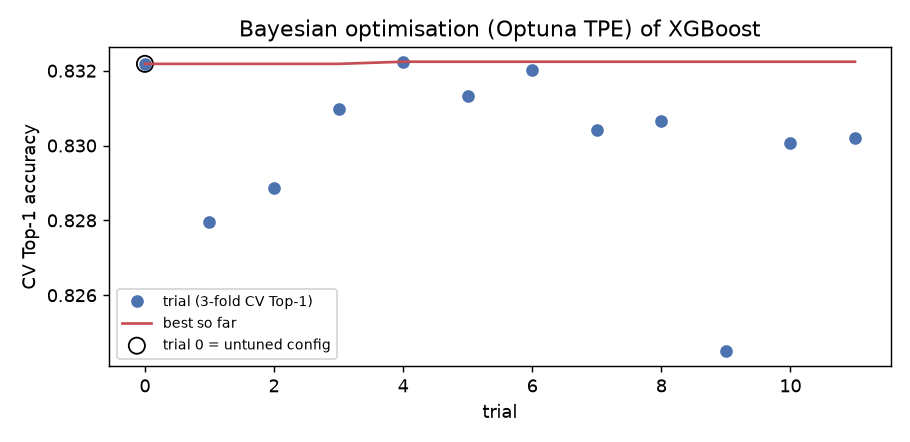 Bayesian optimisation (Optuna TPE) of XGBoost
CV Top-1 accuracy
0.832
0.830
0.828
0.826
trial (3-fold CV Top-1)
best so far
trial 0 = untuned config
0 2 4 6 8 10
trial